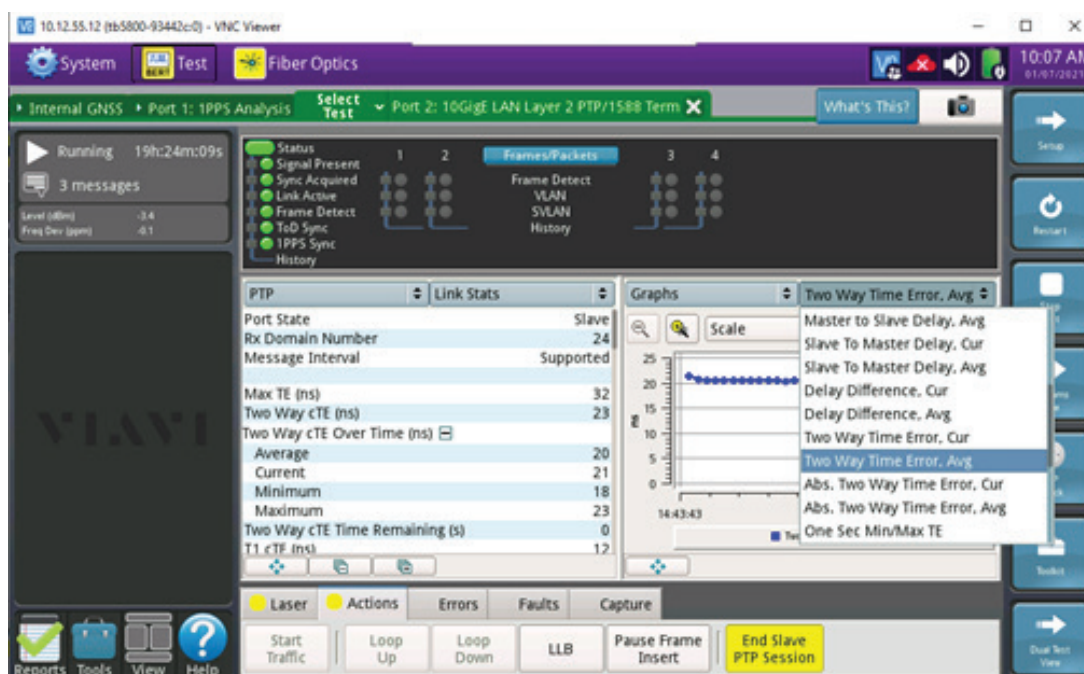 10.12.55.12 (tb5800-93442c:0) - VNC Viewer
System Test Fiber Optics
10:07 AM
01/07/2021
Internal GNSS Port 1: 1PPS Analysis Select Test Port 2: 10GigE LAN Layer 2 PTP/1588 Term
What's This?
Setup
Restart
Running 19h:24m:09s
3 messages
Level (dBm) -3.4
Freq Dev (ppm) -0.1
Status
Signal Present
Sync Acquired
Link Active
Frame Detect
ToD Sync
1PPS Sync
History
1 2 Frames/Packets 3 4
Frame Detect
VLAN
SVLAN
History
PTP Link Stats
Port State Slave
Rx Domain Number 24
Message Interval Supported
Max TE (ns) 32
Two Way cTE (ns) 23
Two Way cTE Over Time (ns)
Average 20
Current 21
Minimum 18
Maximum 23
Two Way cTE Time Remaining (s) 0
T1 cTE (ns) 12
Graphs Two Way Time Error, Avg
Scale
25
20
15
10
5
0
ns
14:43:43
Master to Slave Delay, Avg
Slave To Master Delay, Cur
Slave To Master Delay, Avg
Delay Difference, Cur
Delay Difference, Avg
Two Way Time Error, Cur
Two Way Time Error, Avg
Abs. Two Way Time Error, Cur
Abs. Two Way Time Error, Avg
One Sec Min/Max TE
VIAVI
Toolkit
Dual Test
View
Laser Actions Errors Faults Capture
Start Traffic
Loop Up
Loop Down
LLB
Pause Frame Insert
End Slave PTP Session
Reports Tools View Help